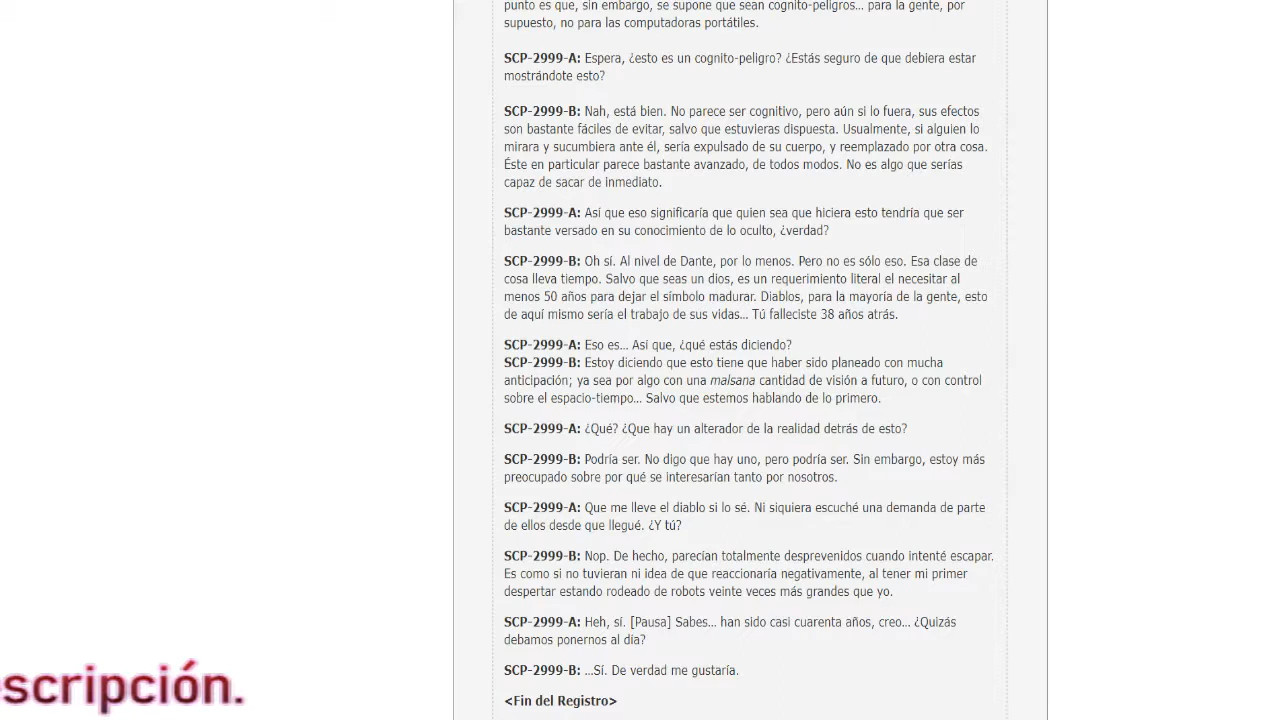 punto es que, sin embargo, se supone que sean cognito-peligros... para la gente, por
supuesto, no para las computadoras portátiles.
SCP-2999-A: Espera, ¿esto es un cognito-peligro? ¿Estás seguro de que debiera estar
mostrándote esto?
SCP-2999-B: Nah, está bien. No parece ser cognitivo, pero aún si lo fuera, sus efectos
son bastante fáciles de evitar, salvo que estuvieras dispuesta. Usualmente, si alguien lo
mirara y sucumbiera ante él, sería expulsado de su cuerpo, y reemplazado por otra cosa.
Éste en particular parece bastante avanzado, de todos modos. No es algo que serías
capaz de sacar de inmediato.
SCP-2999-A: Así que eso significaría que quien sea que hiciera esto tendría que ser
bastante versado en su conocimiento de lo oculto, ¿verdad?
SCP-2999-B: Oh sí. Al nivel de Dante, por lo menos. Pero no es sólo eso. Esa clase de
cosa lleva tiempo. Salvo que seas un dios, es un requerimiento literal el necesitar al
menos 50 años para dejar el símbolo madurar. Diablos, para la mayoría de la gente, esto
de aquí mismo sería el trabajo de sus vidas... Tú falleciste 38 años atrás.
SCP-2999-A: Eso es... Así que, ¿qué estás diciendo?
SCP-2999-B: Estoy diciendo que esto tiene que haber sido planeado con mucha
anticipación; ya sea por algo con una malsana cantidad de visión a futuro, o con control
sobre el espacio-tiempo... Salvo que estemos hablando de lo primero.
SCP-2999-A: ¿Qué? ¿Que hay un alterador de la realidad detrás de esto?
SCP-2999-B: Podría ser. No digo que hay uno, pero podría ser. Sin embargo, estoy más
preocupado sobre por qué se interesarían tanto por nosotros.
SCP-2999-A: Que me lleve el diablo si lo sé. Ni siquiera escuché una demanda de parte
de ellos desde que llegué. ¿Y tú?
SCP-2999-B: Nop. De hecho, parecían totalmente desprevenidos cuando intenté escapar.
Es como si no tuvieran ni idea de que reaccionaría negativamente, al tener mi primer
despertar estando rodeado de robots veinte veces más grandes que yo.
SCP-2999-A: Heh, sí. [Pausa] Sabes... han sido casi cuarenta años, creo... ¿Quizás
debamos ponernos al día?
SCP-2999-B: ...Sí. De verdad me gustaría.
scripción.
<Fin del Registro>